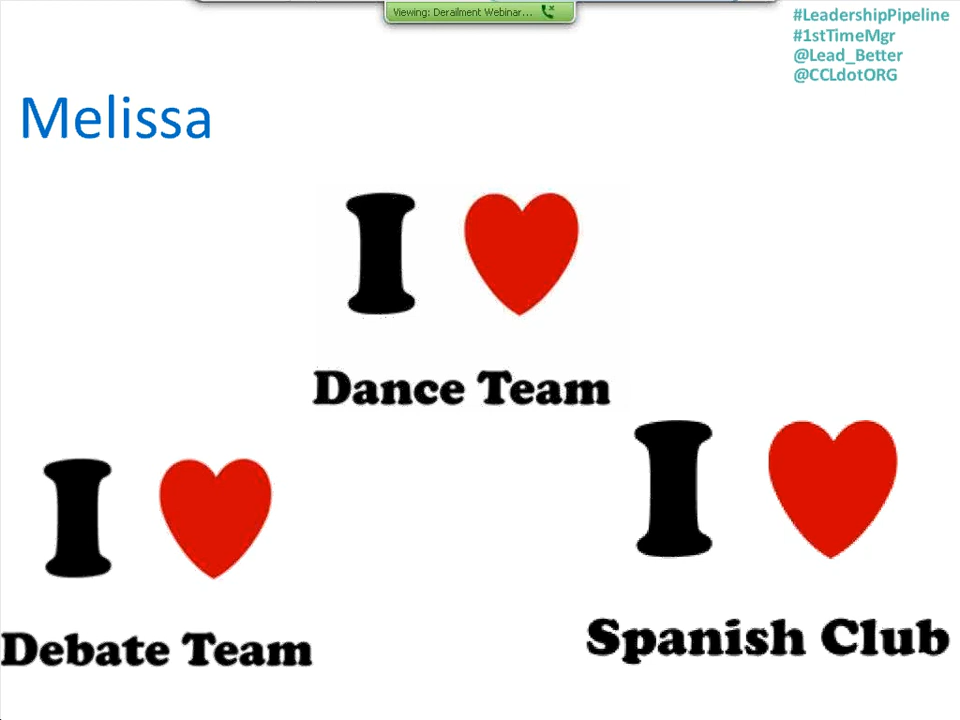 Viewing: Derailment Webinar...
#LeadershipPipeline
#1stTimeMgr
@Lead_Better
@CCLdotORG
Melissa
I ♥
Dance Team
I ♥
Debate Team
I ♥
Spanish Club